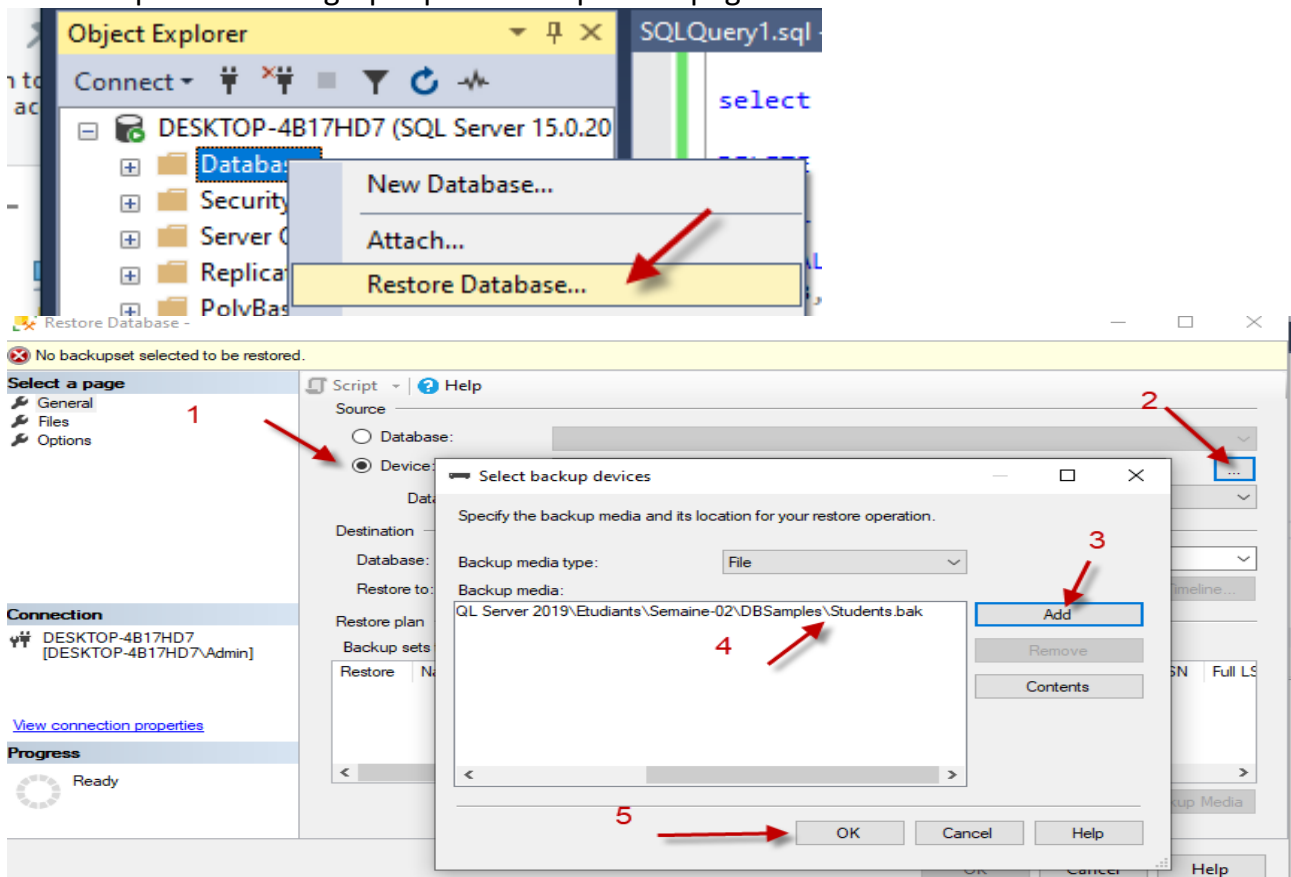 Object Explorer
SQLQuery1.sql
Connect
select
DESKTOP-4B17HD7 (SQL Server 15.0.20
New Database...
Security
Attach...
Restore Database...
Restore Database -
No backupset selected to be restored.
Select a page
Script
Help
General
Source
Files
Options
1
2
Database:
Device:
...
Select backup devices
Specify the backup media and its location for your restore operation.
Destination
Database:
Restore to:
Backup media type:
File
3
Backup media:
QL Server 2019\Etudiants\Semaine-02\DBSamples\Students.bak
Add
4
Remove
Contents
Connection
DESKTOP-4B17HD7
[DESKTOP-4B17HD7\Admin]
View connection properties
Restore plan
Backup sets
Restore
Full LS
Progress
Ready
5
OK
Cancel
Help
Help